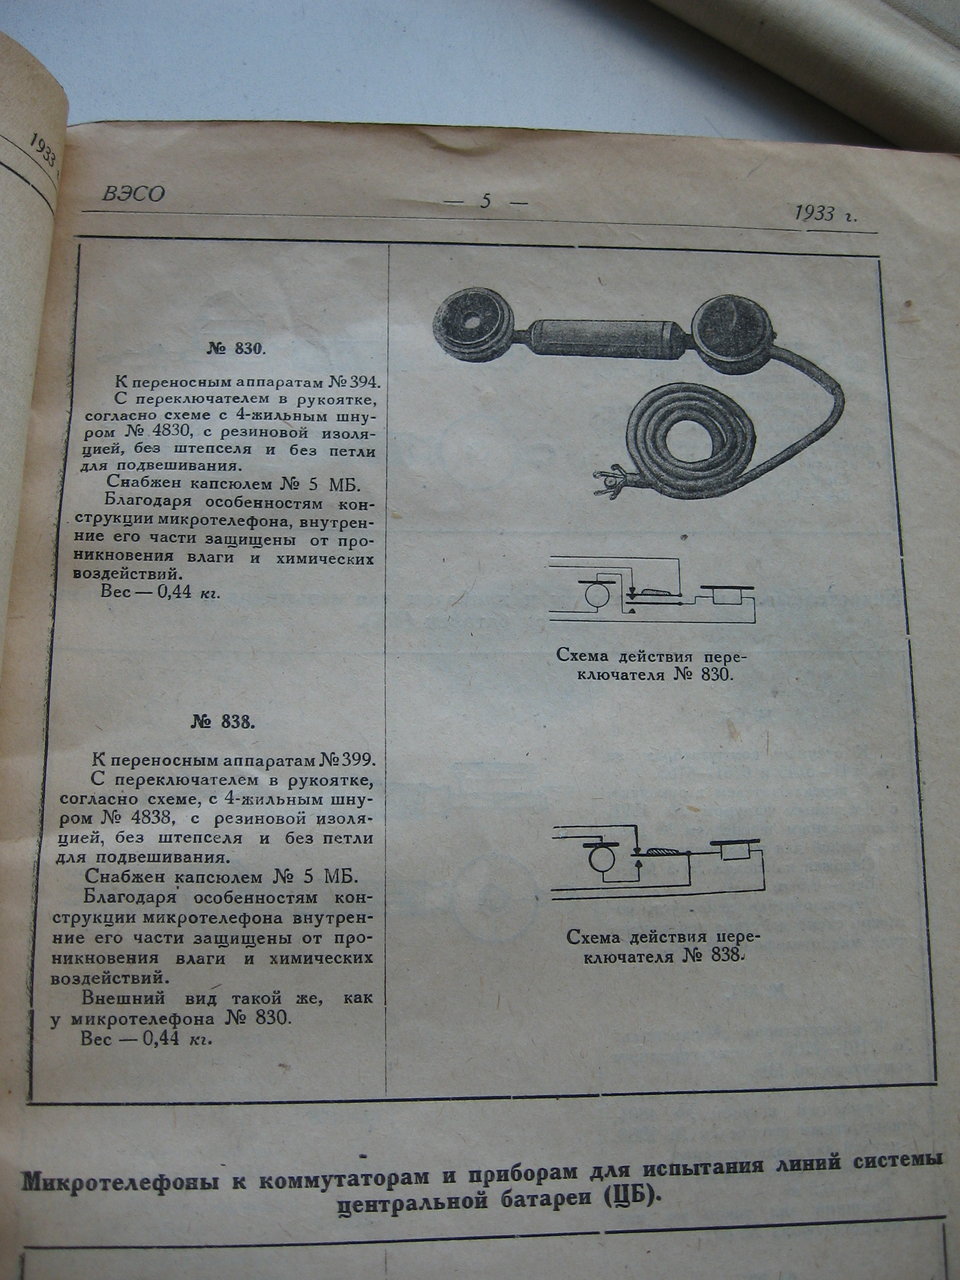 1933
ВЭСО
— 5 —
1933 г.
№ 830.
К переносным аппаратам № 394.
С переключателем в рукоятке,
согласно схеме с 4-жильным шну-
ром № 4830, с резиновой изоля-
цией, без штепселя и без петли
для подвешивания.
Снабжен капсюлем № 5 МБ.
Благодаря особенностям кон-
струкции микротелефона, внутрен-
ние его части защищены от про-
никновения влаги и химических
воздействий.
Вес — 0,44 кг.
Схема действия пере-
ключателя № 830.
№ 838.
К переносным аппаратам № 399.
С переключателем в рукоятке,
согласно схеме, с 4-жильным шну-
ром № 4838, с резиновой изоля-
цией, без штепселя и без петли
для подвешивания.
Снабжен капсюлем № 5 МБ.
Благодаря особенностям кон-
струкции микротелефона внутрен-
ние его части защищены от про-
никновения влаги и химических
воздействий.
Внешний вид такой же, как
у микротелефона № 830.
Вес — 0,44 кг.
Схема действия пере-
ключателя № 838.
Микротелефоны к коммутаторам и приборам для испытания линий системы
центральной батареи (ЦБ).